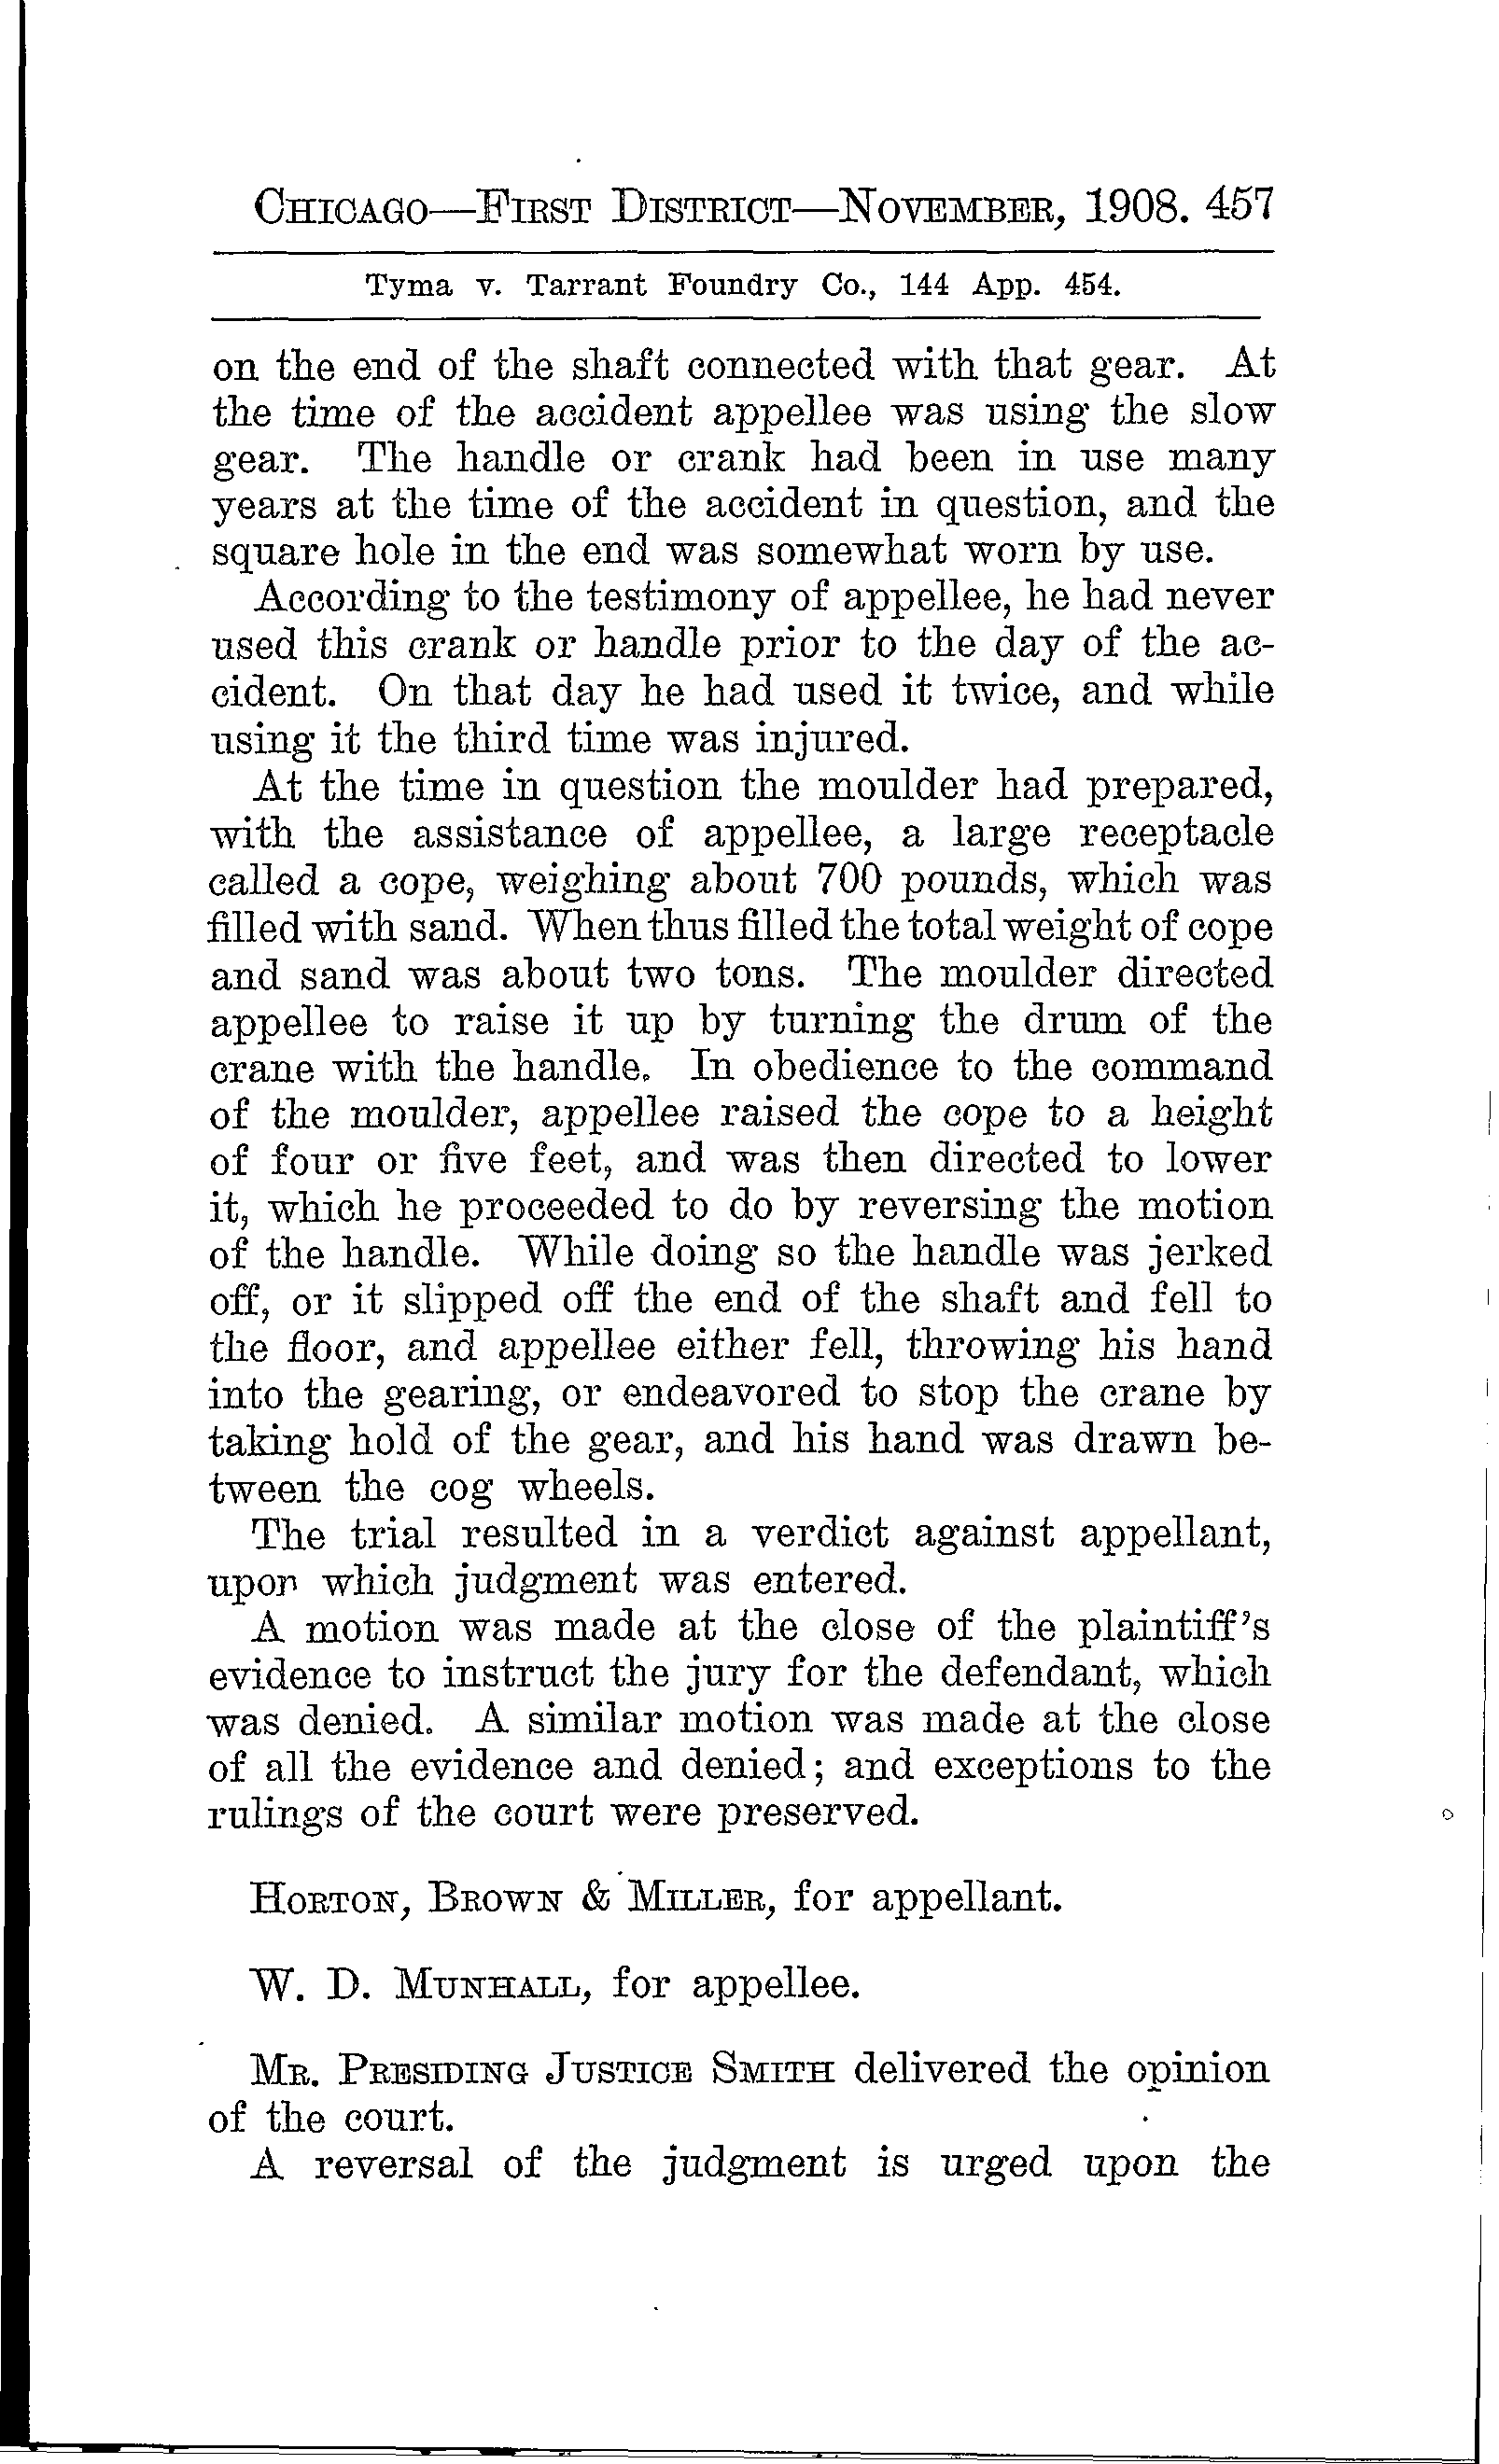 CHICAGO—FIRST DISTRICT—NOVEMBER, 1908. 457
Tyma v. Tarrant Foundry Co., 144 App. 454.
on the end of the shaft connected with that gear. At
the time of the accident appellee was using the slow
gear. The handle or crank had been in use many
years at the time of the accident in question, and the
square hole in the end was somewhat worn by use.
According to the testimony of appellee, he had never
used this crank or handle prior to the day of the ac-
cident. On that day he had used it twice, and while
using it the third time was injured.
At the time in question the moulder had prepared,
with the assistance of appellee, a large receptacle
called a cope, weighing about 700 pounds, which was
filled with sand. When thus filled the total weight of cope
and sand was about two tons. The moulder directed
appellee to raise it up by turning the drum of the
crane with the handle. In obedience to the command
of the moulder, appellee raised the cope to a height
of four or five feet, and was then directed to lower
it, which he proceeded to do by reversing the motion
of the handle. While doing so the handle was jerked
off, or it slipped off the end of the shaft and fell to
the floor, and appellee either fell, throwing his hand
into the gearing, or endeavored to stop the crane by
taking hold of the gear, and his hand was drawn be-
tween the cog wheels.
The trial resulted in a verdict against appellant,
upon which judgment was entered.
A motion was made at the close of the plaintiff's
evidence to instruct the jury for the defendant, which
was denied. A similar motion was made at the close
of all the evidence and denied; and exceptions to the
rulings of the court were preserved.
HORTON, BROWN & MILLER, for appellant.
W. D. MUNHALL, for appellee.
MR. PRESIDING JUSTICE SMITH delivered the opinion
of the court.
A reversal of the judgment is urged upon the